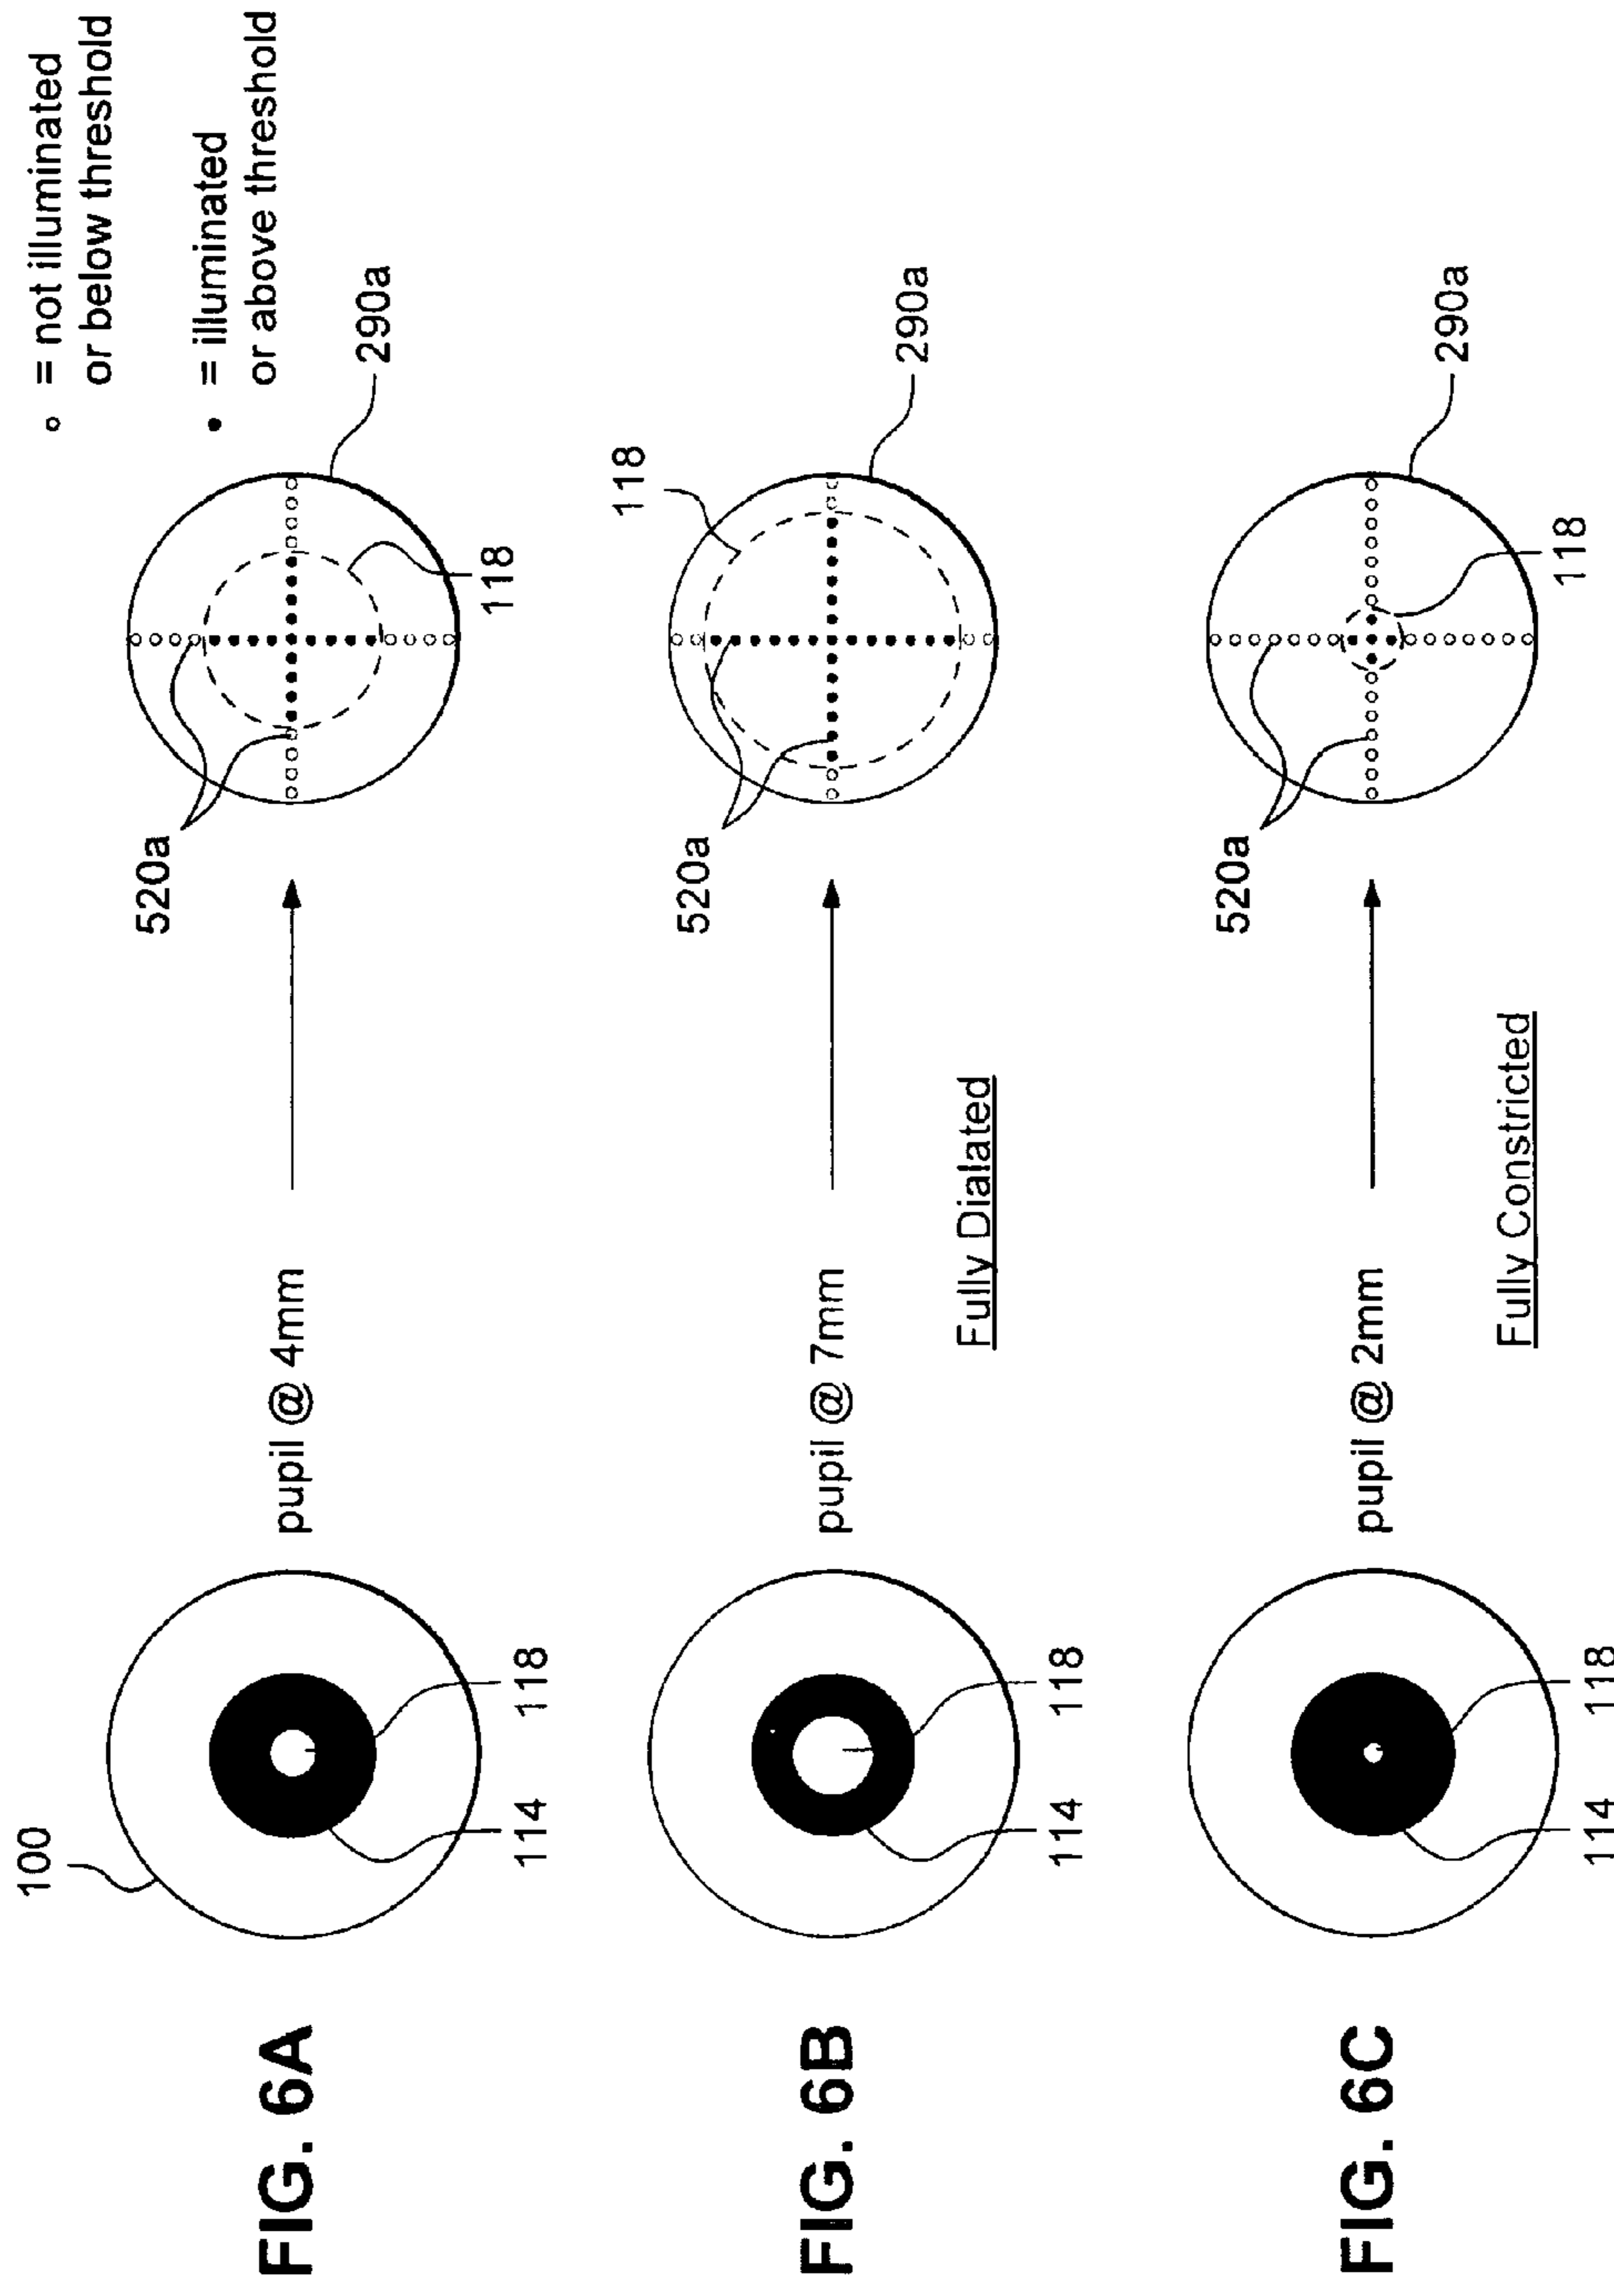 ○ = not illuminated
or below threshold
● = illuminated
or above threshold
FIG. 6A
100
114
118
pupil @ 4mm
520a
118
290a
FIG. 6B
114
118
pupil @ 7mm
Fully Dialated
520a
118
290a
FIG. 6C
114
118
pupil @ 2mm
Fully Constricted
520a
118
290a